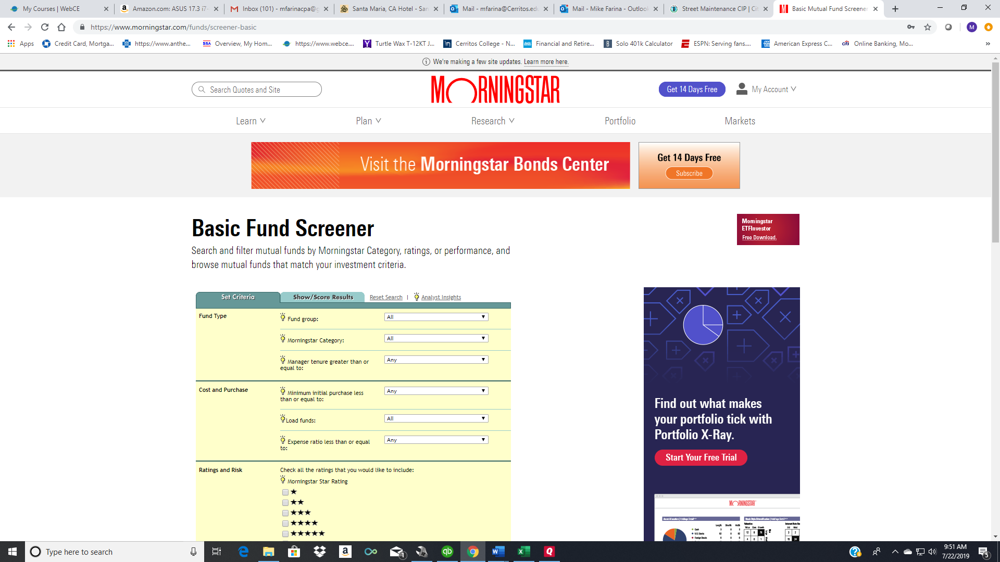 My Courses | WebCE
Amazon.com: ASUS 17.3 i7-
Inbox (101) - mfarinacpa@g
Santa Maria, CA Hotel - San
Mail - mfarina@Cerritos.edu
Mail - Mike Farina - Outlook
Street Maintenance CIP | Cit
Basic Mutual Fund Screener
https://www.morningstar.com/funds/screener-basic
M
Apps
Credit Card, Mortga...
https://www.anthe...
SSA
Overview, My Hom...
https://www.webce....
Turtle Wax T-12KT J...
Cerritos College - N...
Financial and Retire...
Solo 401k Calculator
ESPN: Serving fans....
American Express C...
citi
Online Banking, Mo...
We're making a few site updates. Learn more here.
Search Quotes and Site
MORNINGSTAR
Get 14 Days Free
My Account
Learn
Plan
Research
Portfolio
Markets
Visit the Morningstar Bonds Center
Get 14 Days Free
Subscribe
Basic Fund Screener
Search and filter mutual funds by Morningstar Category, ratings, or performance, and
browse mutual funds that match your investment criteria.
Morningstar
ETFInvestor
Free Download.
Set Criteria
Show/Score Results
Reset Search | Analyst Insights
Fund Type
Fund group:
All
Morningstar Category:
All
Manager tenure greater than or
equal to:
Any
Cost and Purchase
Minimum initial purchase less
than or equal to:
Any
Load funds:
All
Expense ratio less than or equal
to:
Any
Ratings and Risk
Check all the ratings that you would like to include:
Morningstar Star Rating
Find out what makes
your portfolio tick with
Portfolio X-Ray.
Start Your Free Trial
MORNINGSTAR
Type here to search
9:51 AM
7/22/2019